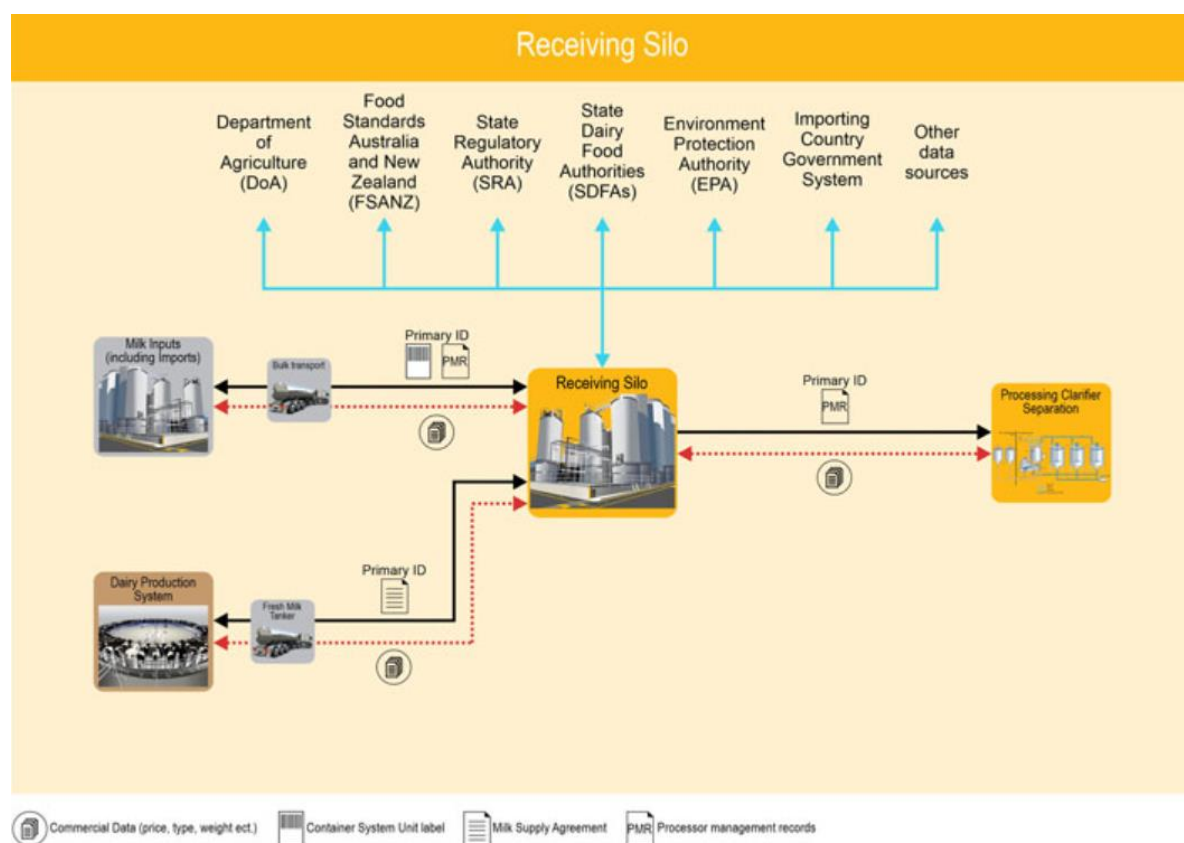 Receiving Silo
Department
of
Agriculture
(DoA)
Food
Standards
Australia
and New
Zealand
(FSANZ)
State
Regulatory
Authority
(SRA)
State
Dairy
Food
Authorities
(SDFAs)
Environment
Protection
Authority
(EPA)
Importing
Country
Government
System
Other
data
sources
Milk Inputs
(including Imports)
Bulk transport
Primary ID
PMR
Receiving Silo
Primary ID
PMR
Processing Clarifier
Separation
Dairy Production
System
Fresh Milk
Tanker
Primary ID
Commercial Data (price, type, weight ect.)
Container System Unit label
Milk Supply Agreement
PMR Processor management records